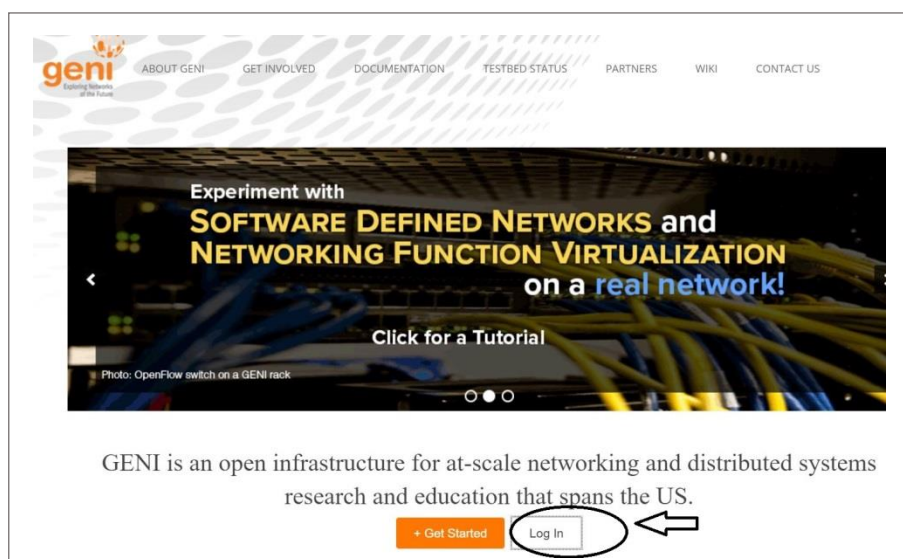 geni
Exploring Networks
of the Future
ABOUT GENI GET INVOLVED DOCUMENTATION TESTBED STATUS PARTNERS WIKI CONTACT US
Experiment with
SOFTWARE DEFINED NETWORKS and
NETWORKING FUNCTION VIRTUALIZATION
on a real network!
Click for a Tutorial
Photo: OpenFlow switch on a GENI rack
GENI is an open infrastructure for at-scale networking and distributed systems
research and education that spans the US.
+ Get Started Log In